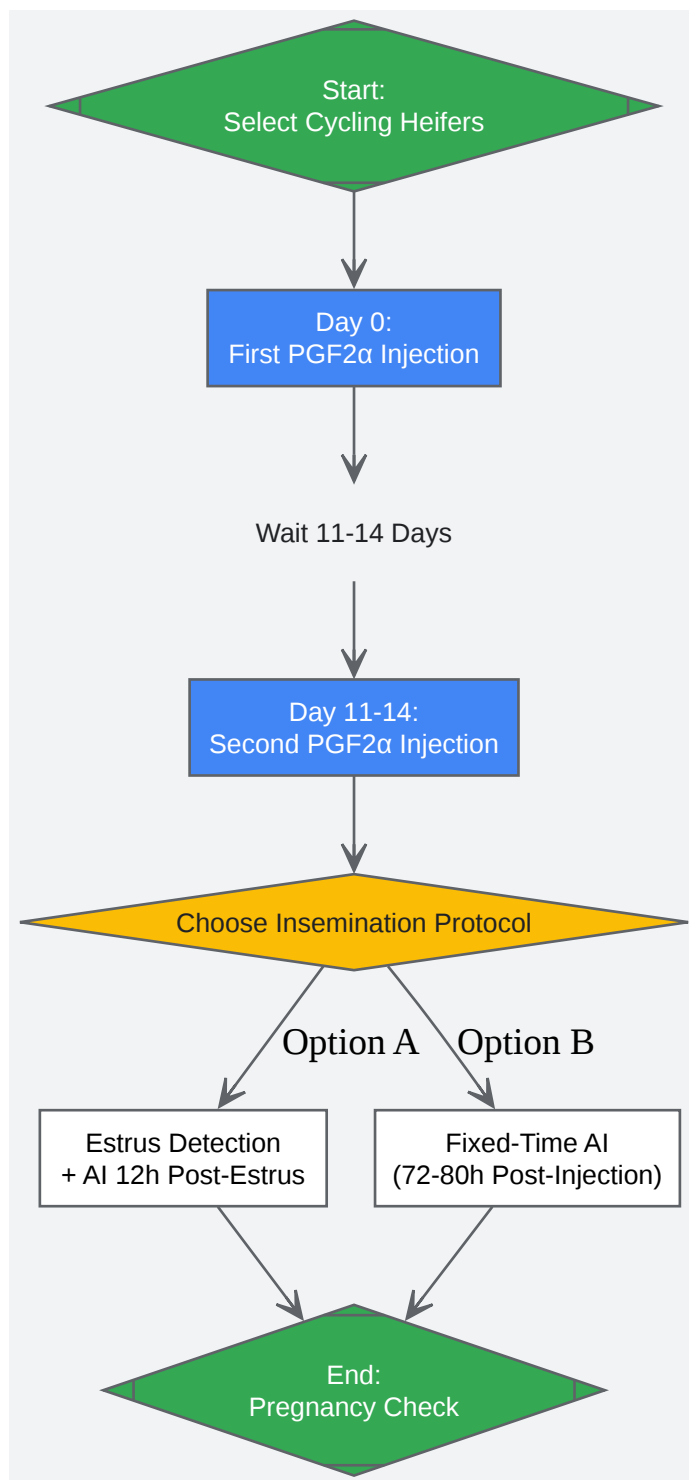 Start:
Select Cycling Heifers
Day 0:
First PGF2α Injection
Wait 11-14 Days
Day 11-14:
Second PGF2α Injection
Choose Insemination Protocol
Option A
Option B
Estrus Detection
+ AI 12h Post-Estrus
Fixed-Time AI
(72-80h Post-Injection)
End:
Pregnancy Check